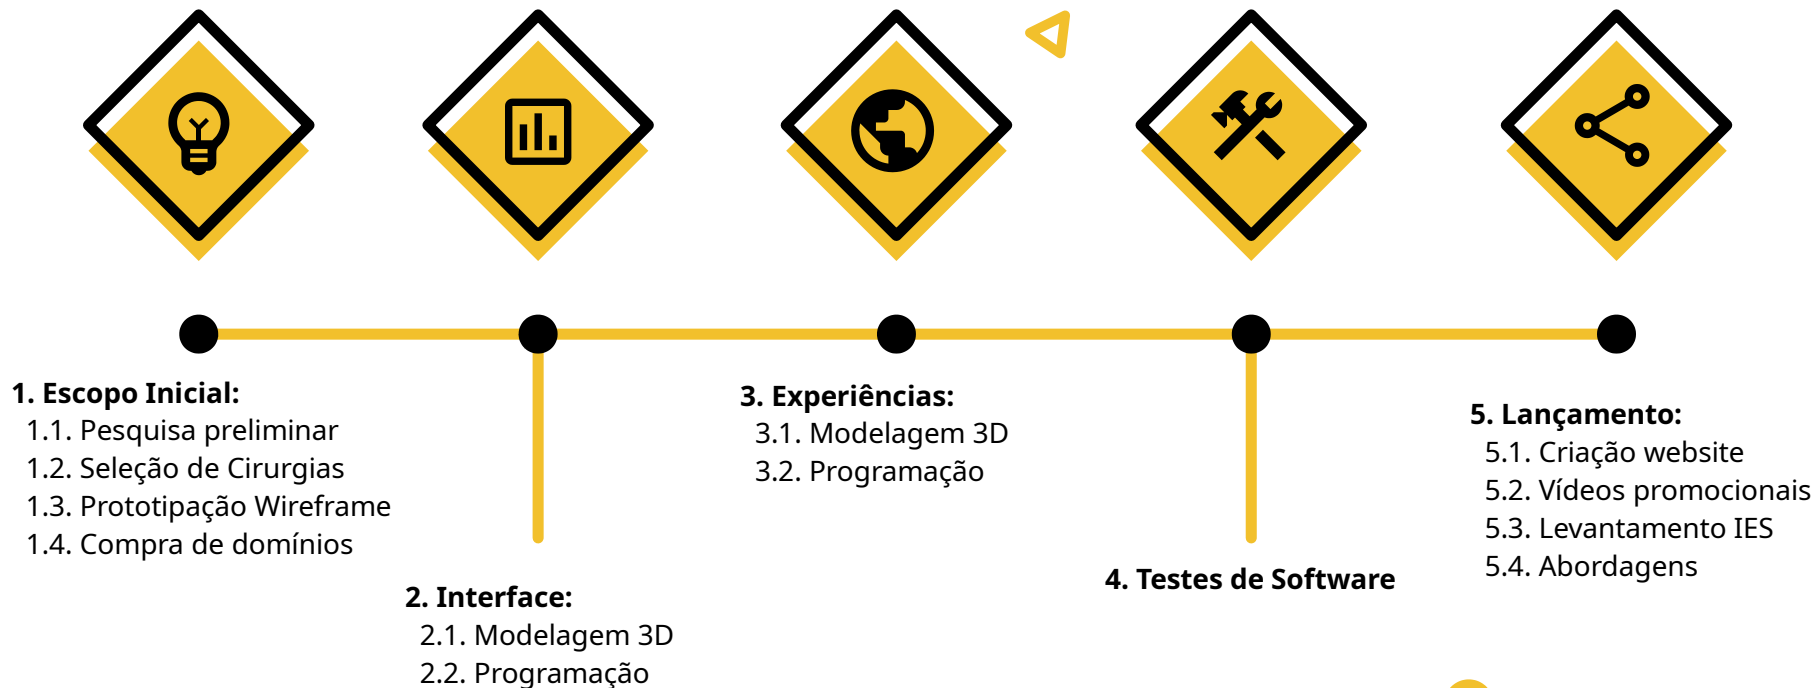 1. Escopo Inicial:
1.1. Pesquisa preliminar
1.2. Seleção de Cirurgias
1.3. Prototipação Wireframe
1.4. Compra de domínios
2. Interface:
2.1. Modelagem 3D
2.2. Programação
3. Experiências:
3.1. Modelagem 3D
3.2. Programação
4. Testes de Software
5. Lançamento:
5.1. Criação website
5.2. Vídeos promocionais
5.3. Levantamento IES
5.4. Abordagens